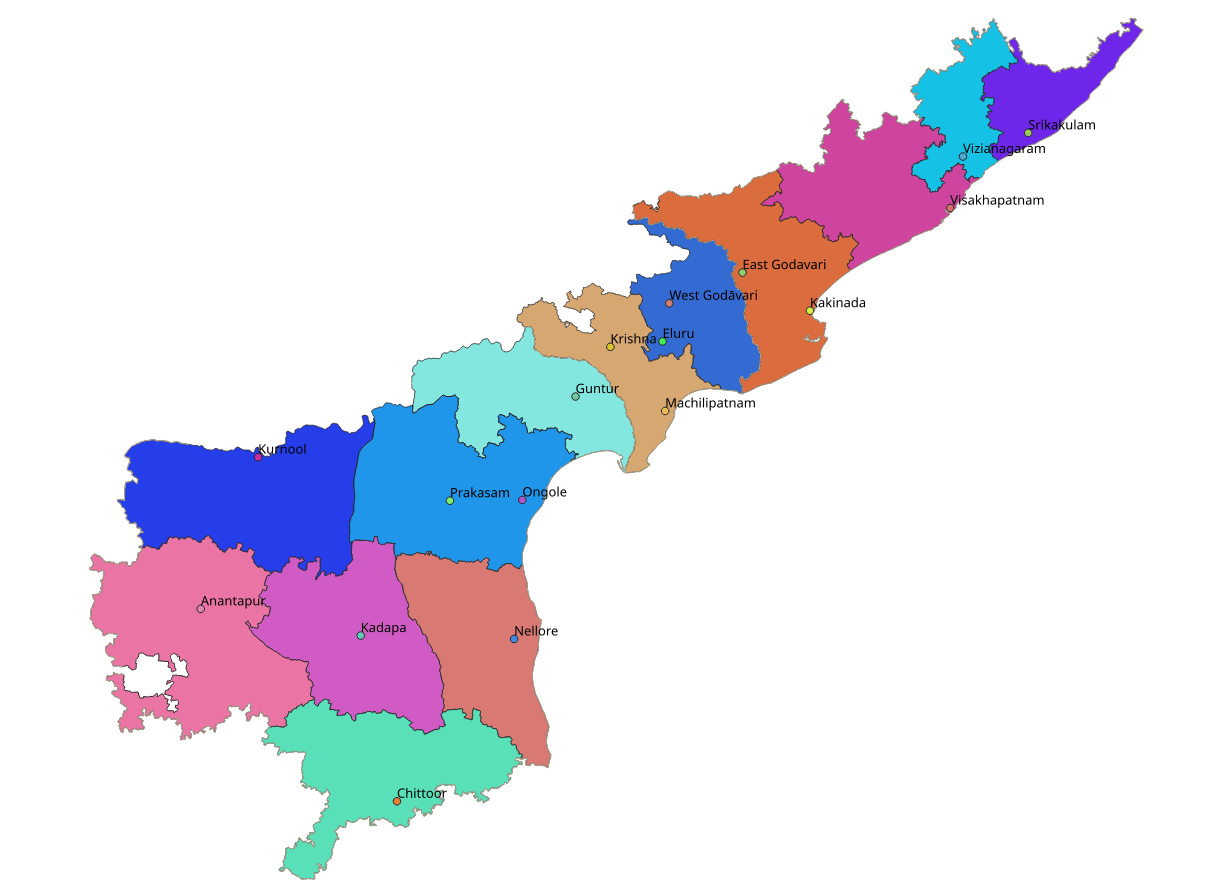 Srikakulam
Vizianagaram
Visakhapatnam
East Godavari
West Godāvari
Kakinada
Eluru
Krishna
Guntur
Machilipatnam
Kurnool
Prakasam
Ongole
Anantapur
Kadapa
Nellore
Chittoor